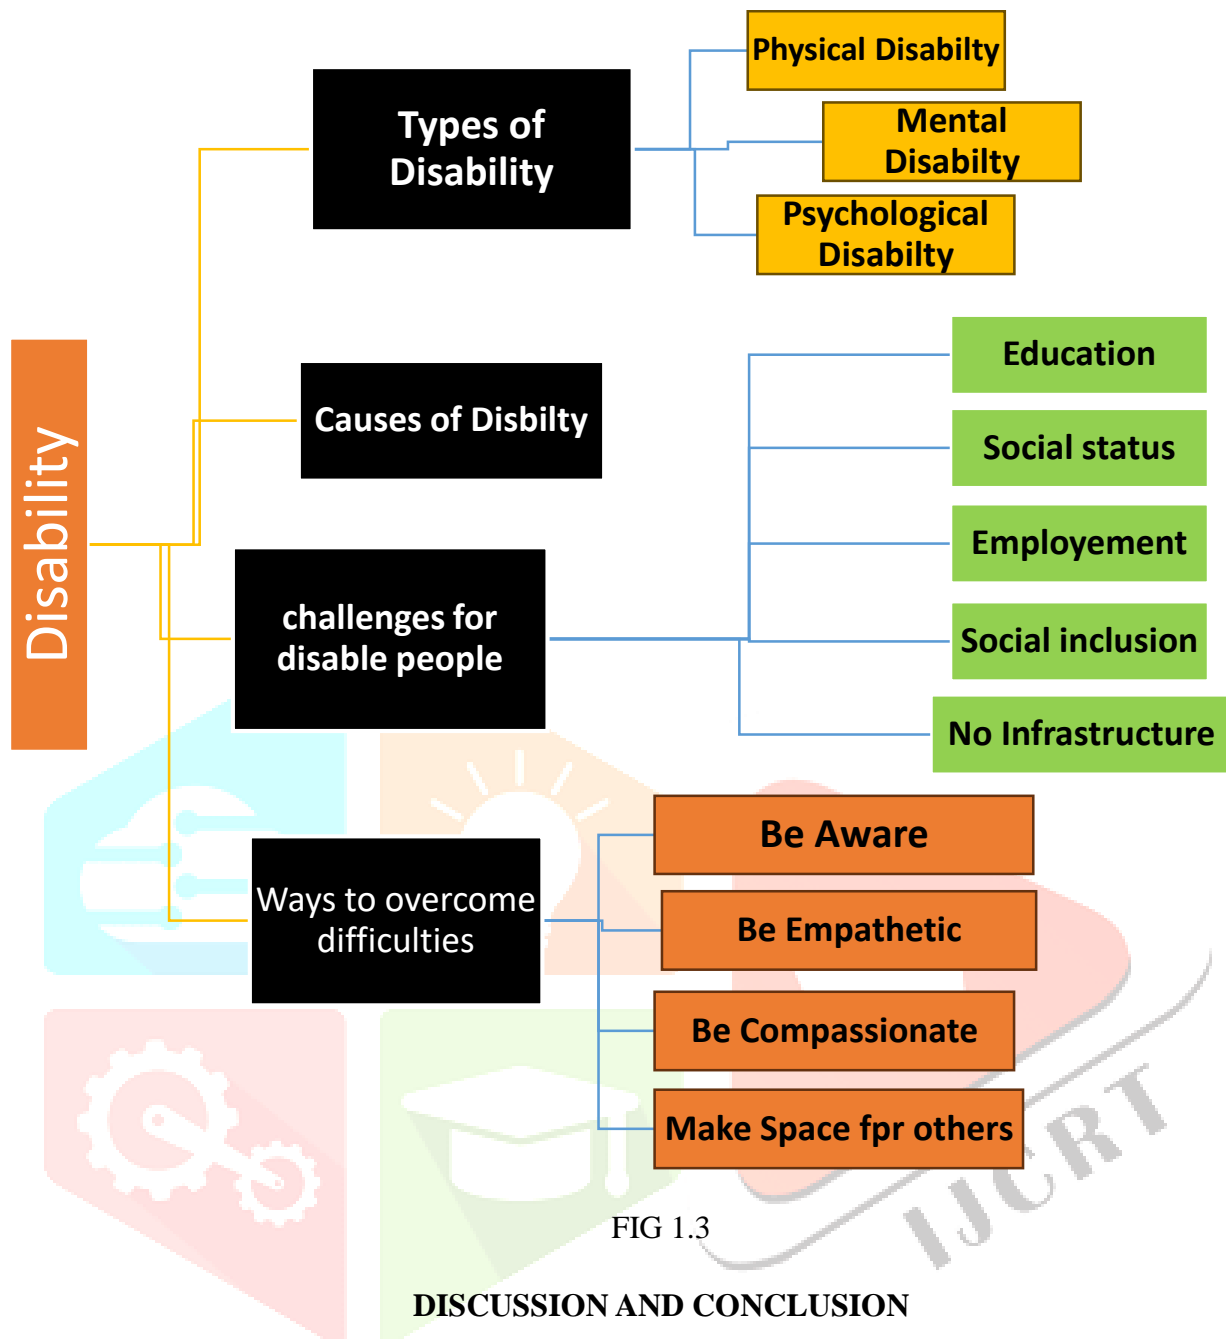 Disability
Types of
Disability
Physical Disabilty
Mental
Disabilty
Psychological
Disabilty
Causes of Disbilty
challenges for
disable people
Education
Social status
Employement
Social inclusion
No Infrastructure
Ways to overcome
difficulties
Be Aware
Be Empathetic
Be Compassionate
Make Space fpr others
IJCRT
FIG 1.3
DISCUSSION AND CONCLUSION